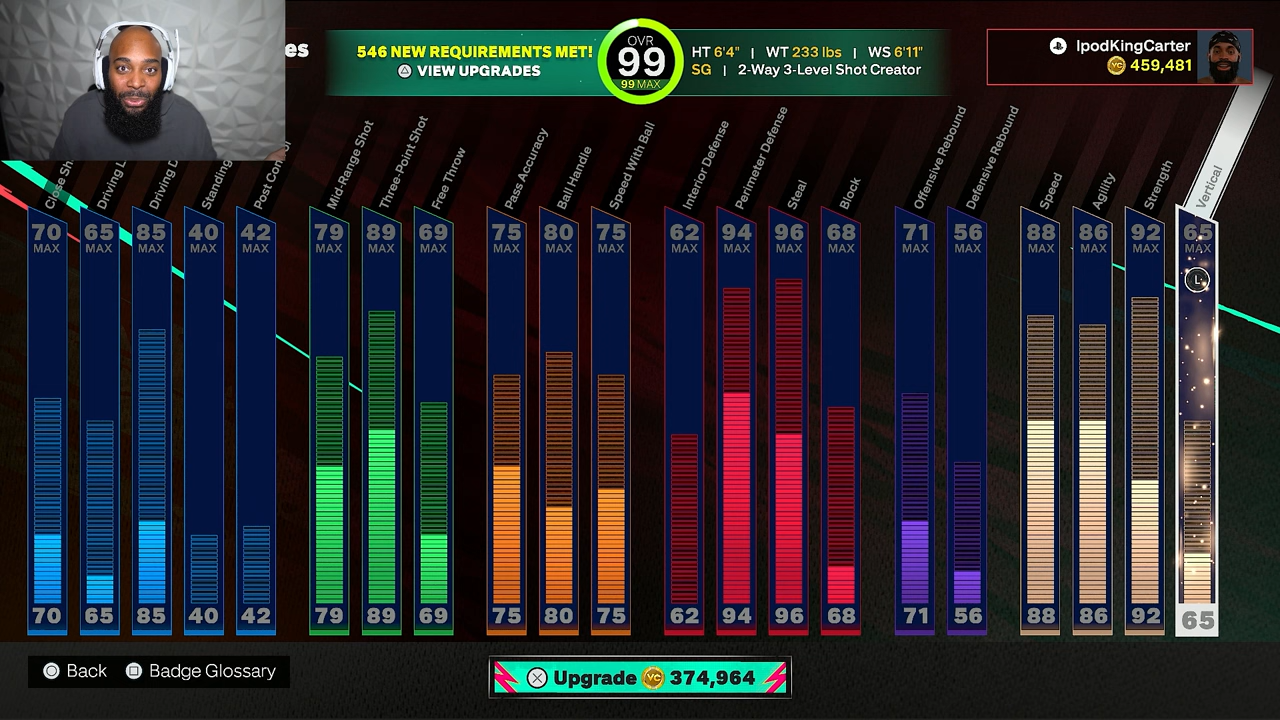 es
546 NEW REQUIREMENTS MET!
VIEW UPGRADES
OVR
99
99 MAX
HT 6'4" | WT 233 lbs | WS 6'11"
SG | 2-Way 3-Level Shot Creator
IpodKingCarter
VC 459,481
Close Sh
Driving L
Driving D
Standing
Post Control
Mid-Range Shot
Three-Point Shot
Free Throw
Pass Accuracy
Ball Handle
Speed With Ball
Interior Defense
Perimeter Defense
Steal
Block
Offensive Rebound
Defensive Rebound
Speed
Agility
Strength
Vertical
70 65 85 40 42 79 89 69 75 80 75 62 94 96 68 71 56 88 86 92 65
MAX MAX MAX MAX MAX MAX MAX MAX MAX MAX MAX MAX MAX MAX MAX MAX MAX MAX MAX MAX MAX
L
70 65 85 40 42 79 89 69 75 80 75 62 94 96 68 71 56 88 86 92 65
Back Badge Glossary
Upgrade VC 374,964